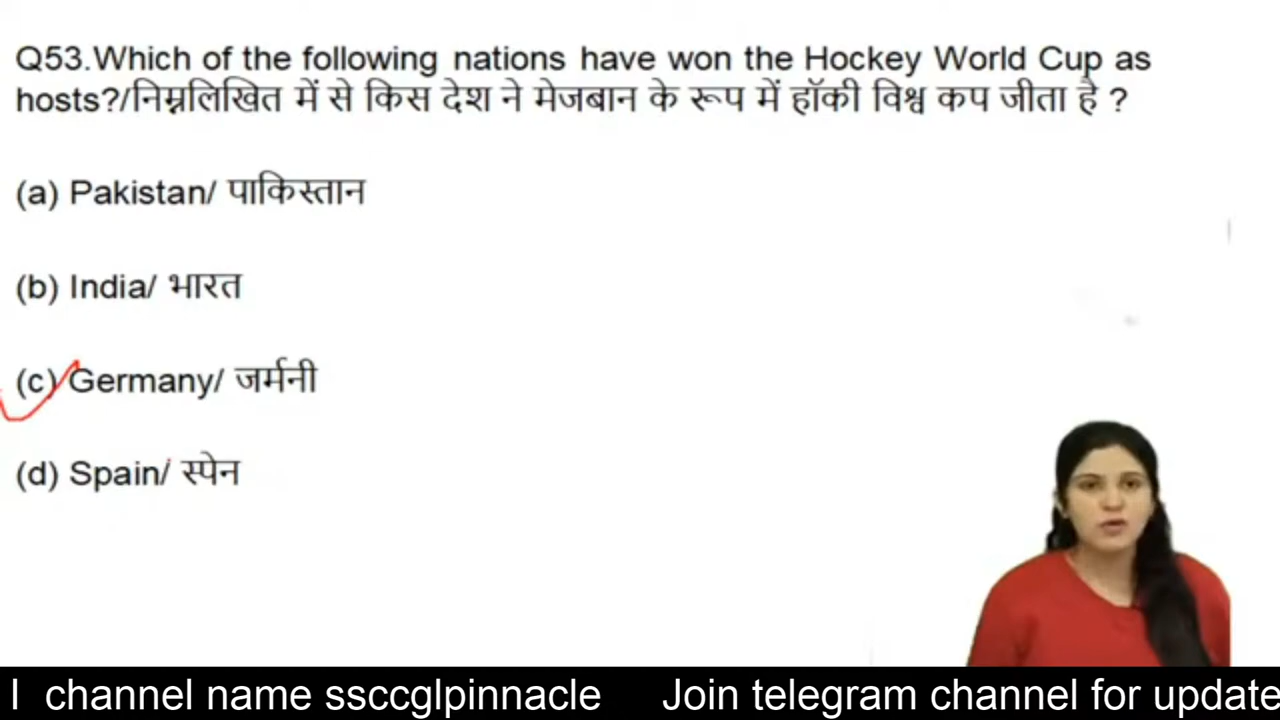 Q53.Which of the following nations have won the Hockey World Cup as
hosts?/निम्नलिखित में से किस देश ने मेजबान के रूप में हॉकी विश्व कप जीता है ?
(a) Pakistan/ पाकिस्तान
(b) India/ भारत
(c) Germany/ जर्मनी
(d) Spain/ स्पेन
l channel name ssccglpinnacle Join telegram channel for update